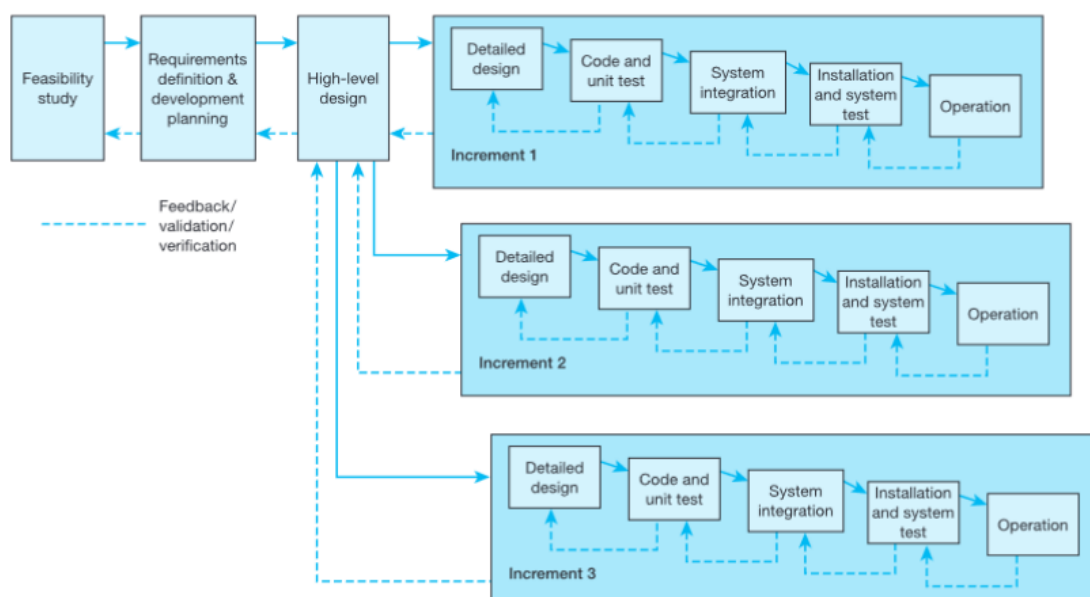 Feasibility
study
Requirements
definition &
development
planning
High-level
design
Detailed
design
Code and
unit test
System
integration
Installation
and system
test
Operation
Increment 1
Feedback/
validation/
verification
Detailed
design
Code and
unit test
System
integration
Installation
and system
test
Operation
Increment 2
Detailed
design
Code and
unit test
System
integration
Installation
and system
test
Operation
Increment 3